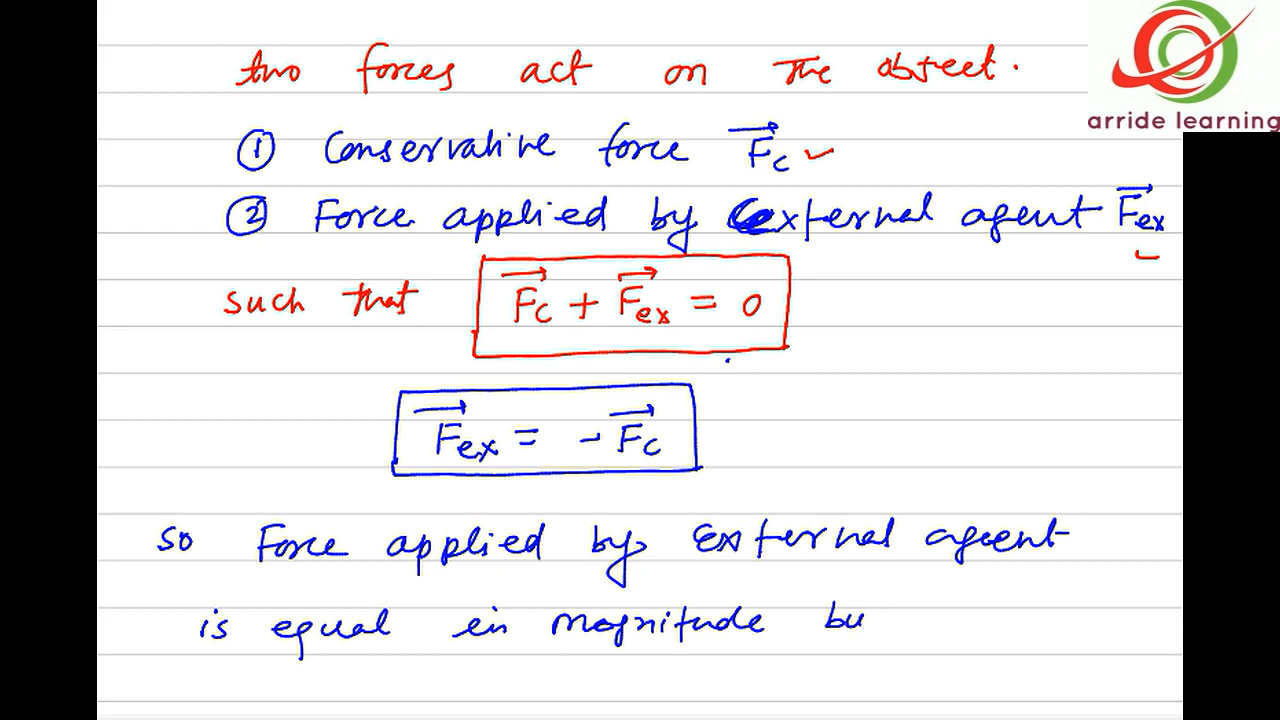 two forces act on the object.
arride learning
① Conservative force F⃗c ✓
② Force applied by external agent F⃗ex
such that F⃗c + F⃗ex = 0
F⃗ex = - F⃗c
so Force applied by External agent
is equal in magnitude bu